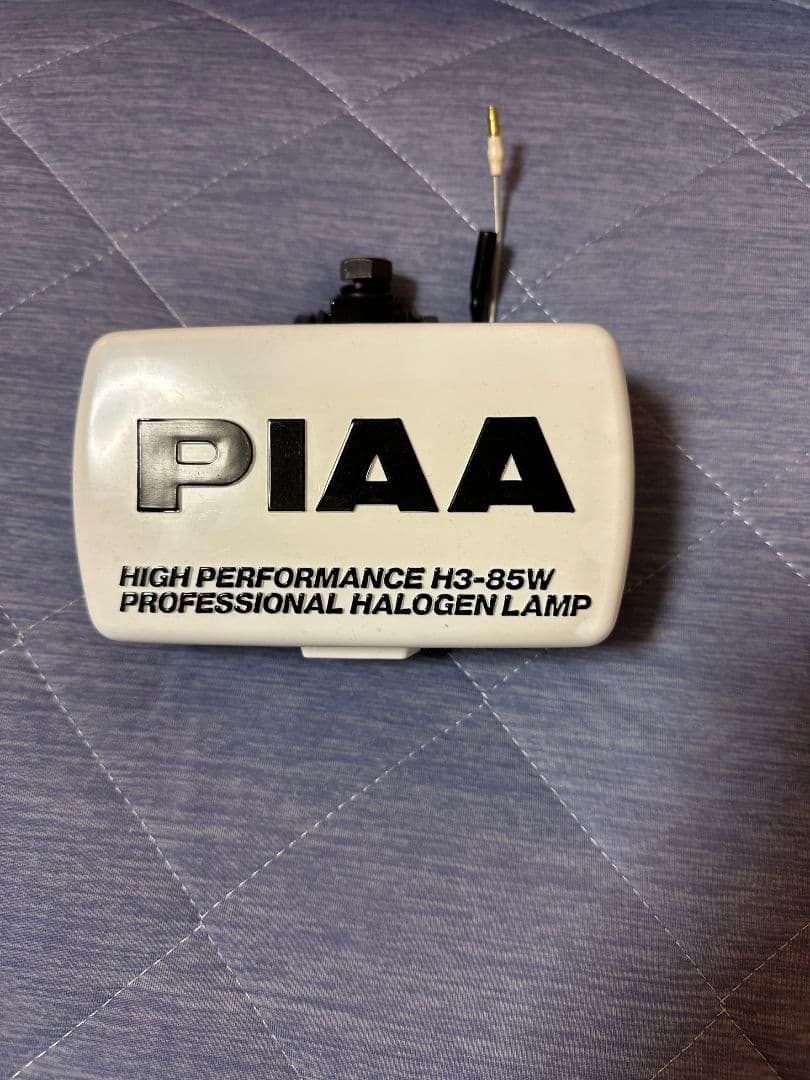 PIAA
HIGH PERFORMANCE H3-85W
PROFESSIONAL HALOGEN LAMP